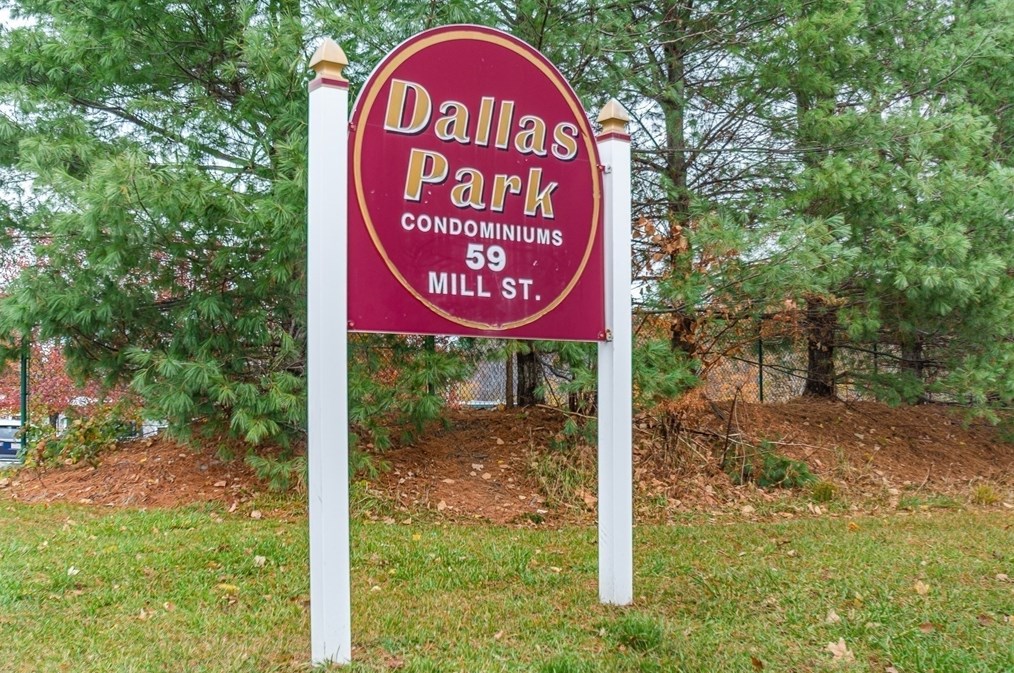 Dallas
Park
CONDOMINIUMS
59
MILL ST.